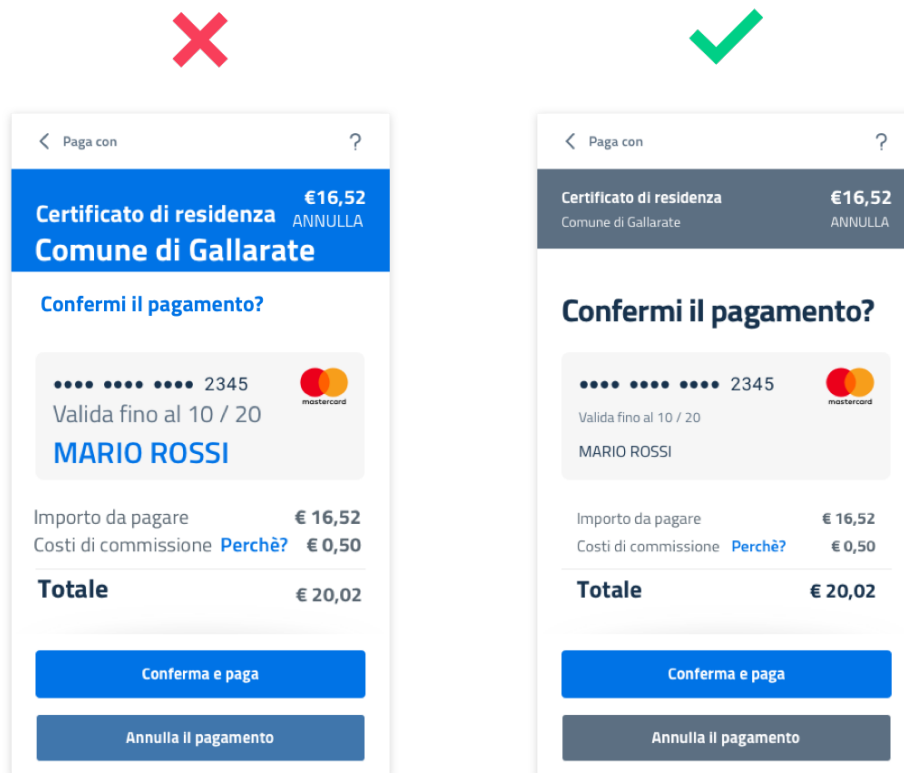 Paga con ?
Certificato di residenza €16,52
ANNULLA
Comune di Gallarate
Confermi il pagamento?
•••• •••• •••• 2345
mastercard
Valida fino al 10 / 20
MARIO ROSSI
Importo da pagare € 16,52
Costi di commissione Perchè? € 0,50
Totale € 20,02
Conferma e paga
Annulla il pagamento
Paga con ?
Certificato di residenza €16,52
Comune di Gallarate ANNULLA
Confermi il pagamento?
•••• •••• •••• 2345
mastercard
Valida fino al 10 / 20
MARIO ROSSI
Importo da pagare € 16,52
Costi di commissione Perchè? € 0,50
Totale € 20,02
Conferma e paga
Annulla il pagamento